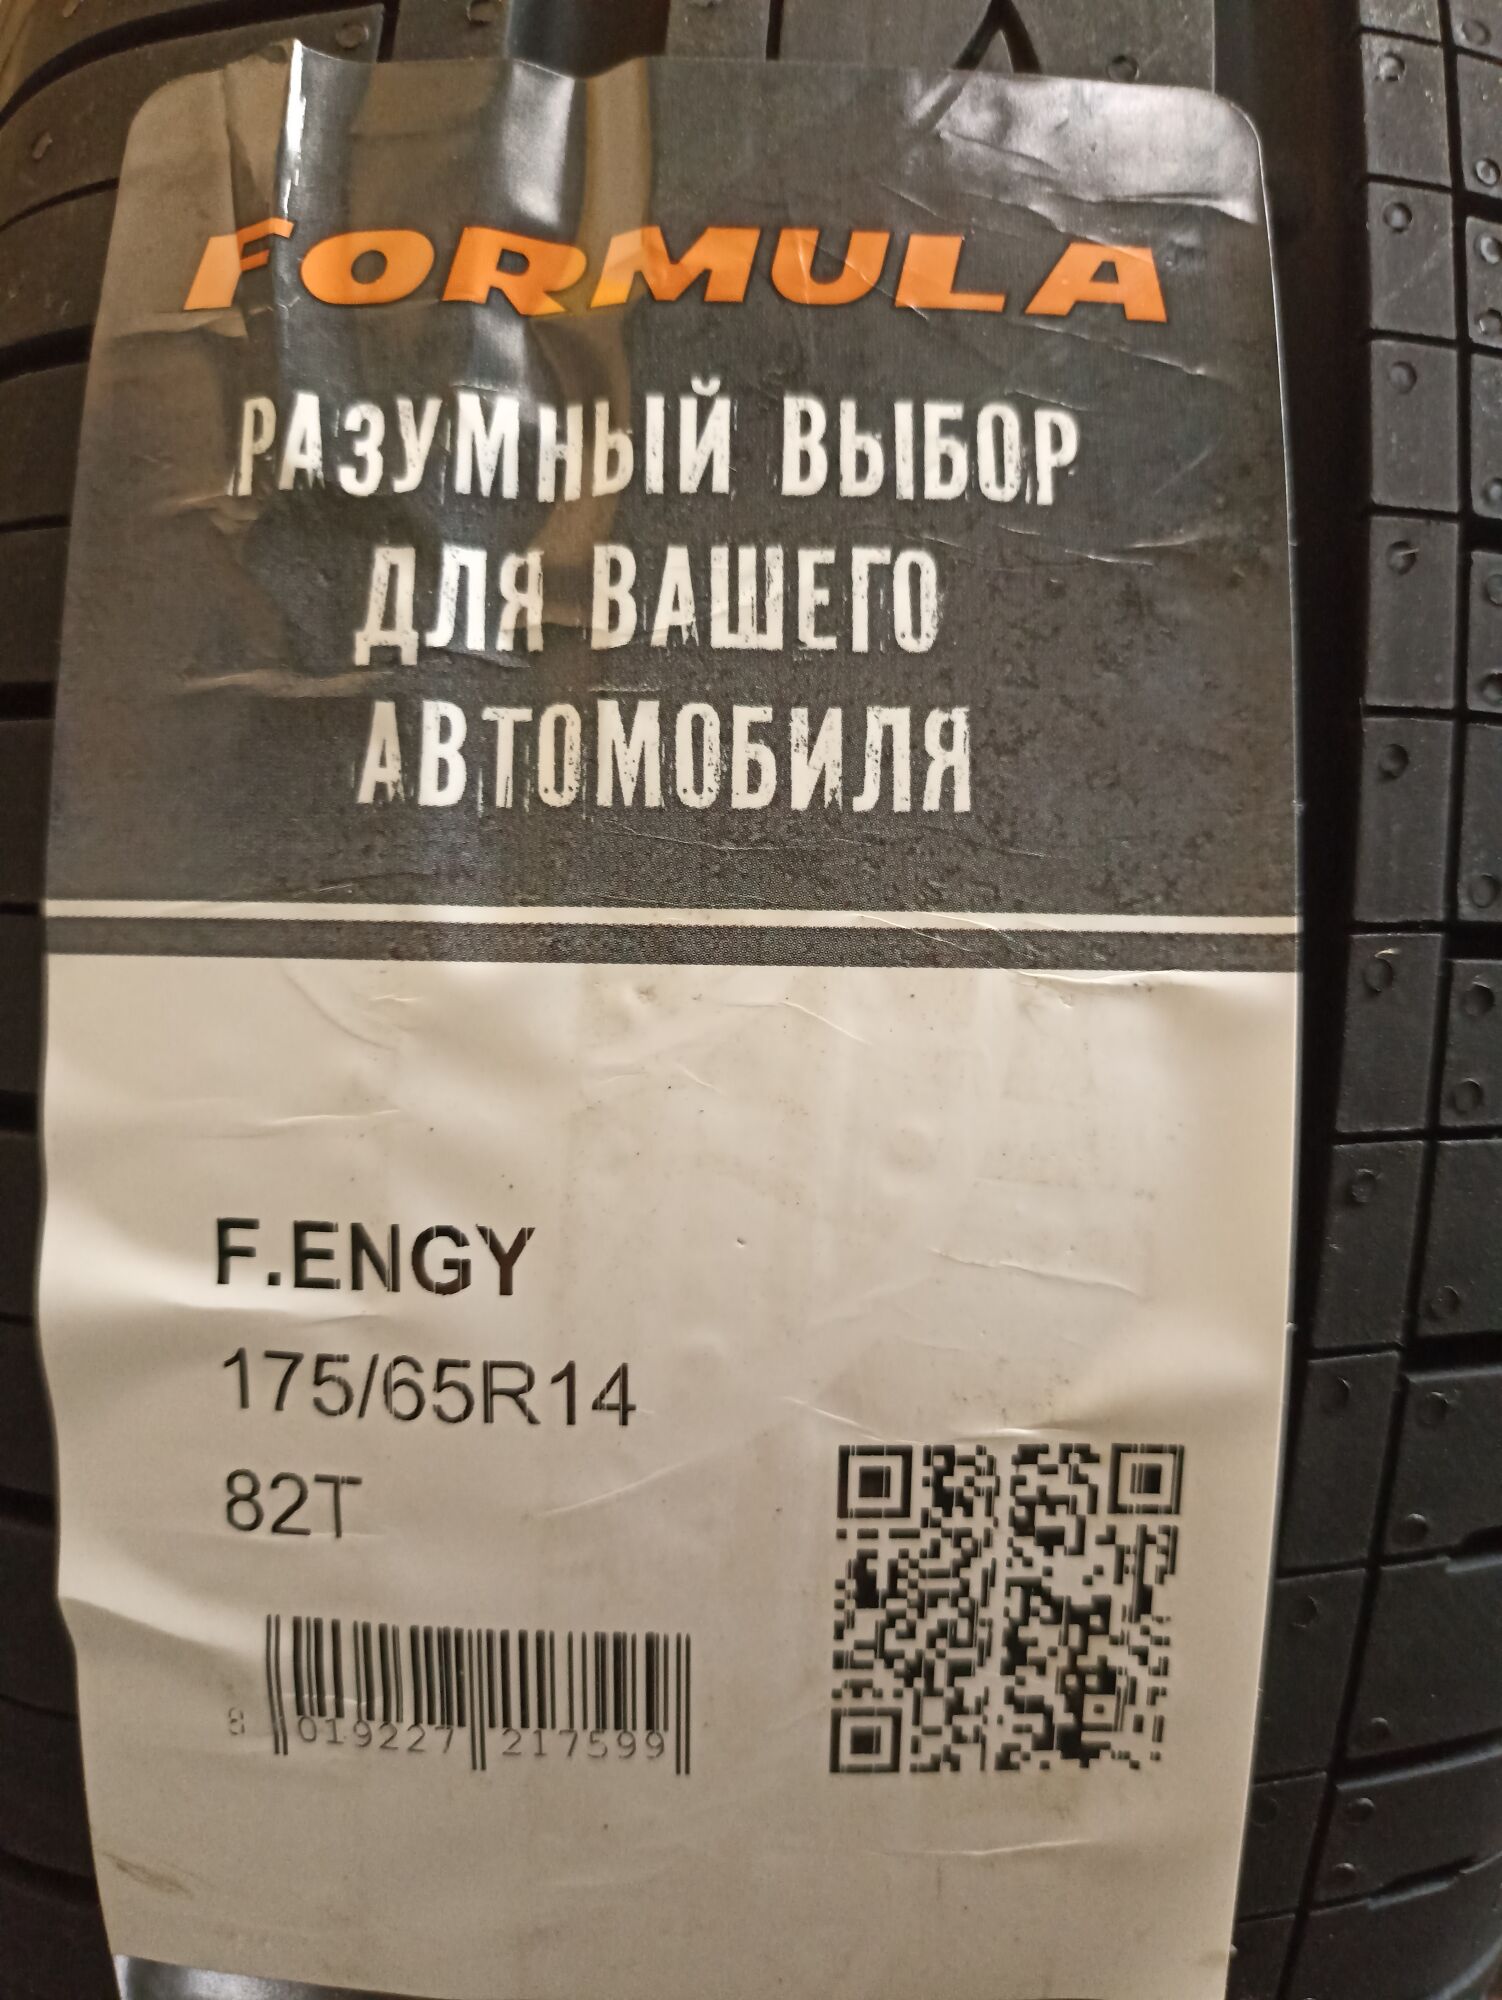 FORMULA
РАЗУМНЫЙ ВЫБОР
ДЛЯ ВАШЕГО
АВТОМОБИЛЯ
F.ENGY
175/65R14
82T
8 019227 217599